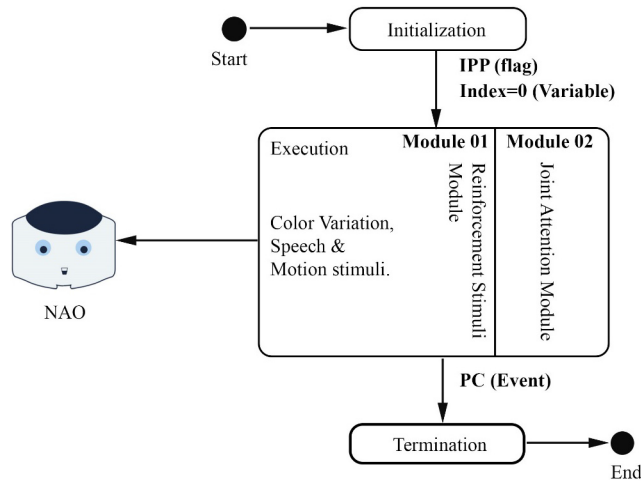 Initialization
Start
IPP (flag)
Index=0 (Variable)
Execution
Module 01
Module 02
Reinforcement Stimuli
Module
Joint Attention Module
Color Variation,
Speech &
Motion stimuli.
NAO
PC (Event)
Termination
End